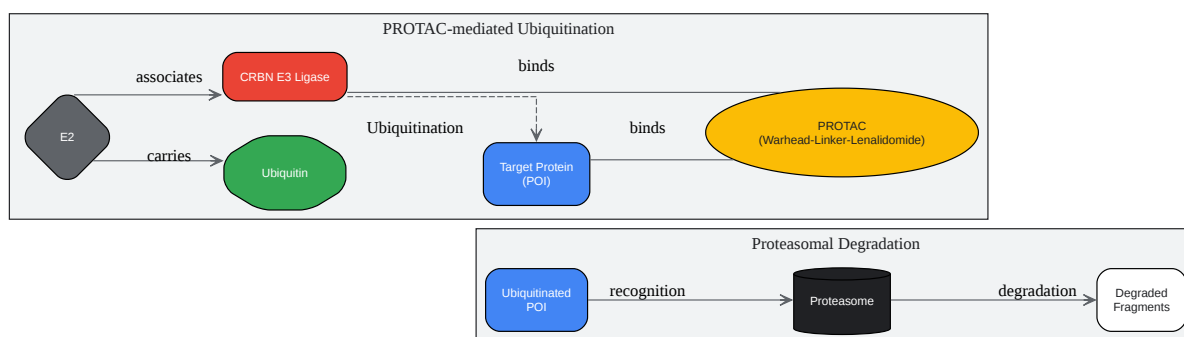 PROTAC-mediated Ubiquitination
associates
CRBN E3 Ligase
binds
E2
Ubiquitination
binds
PROTAC
(Warhead-Linker-Lenalidomide)
carries
Ubiquitin
Target Protein
(POI)
Proteasomal Degradation
Ubiquitinated
POI
recognition
Proteasome
degradation
Degraded
Fragments